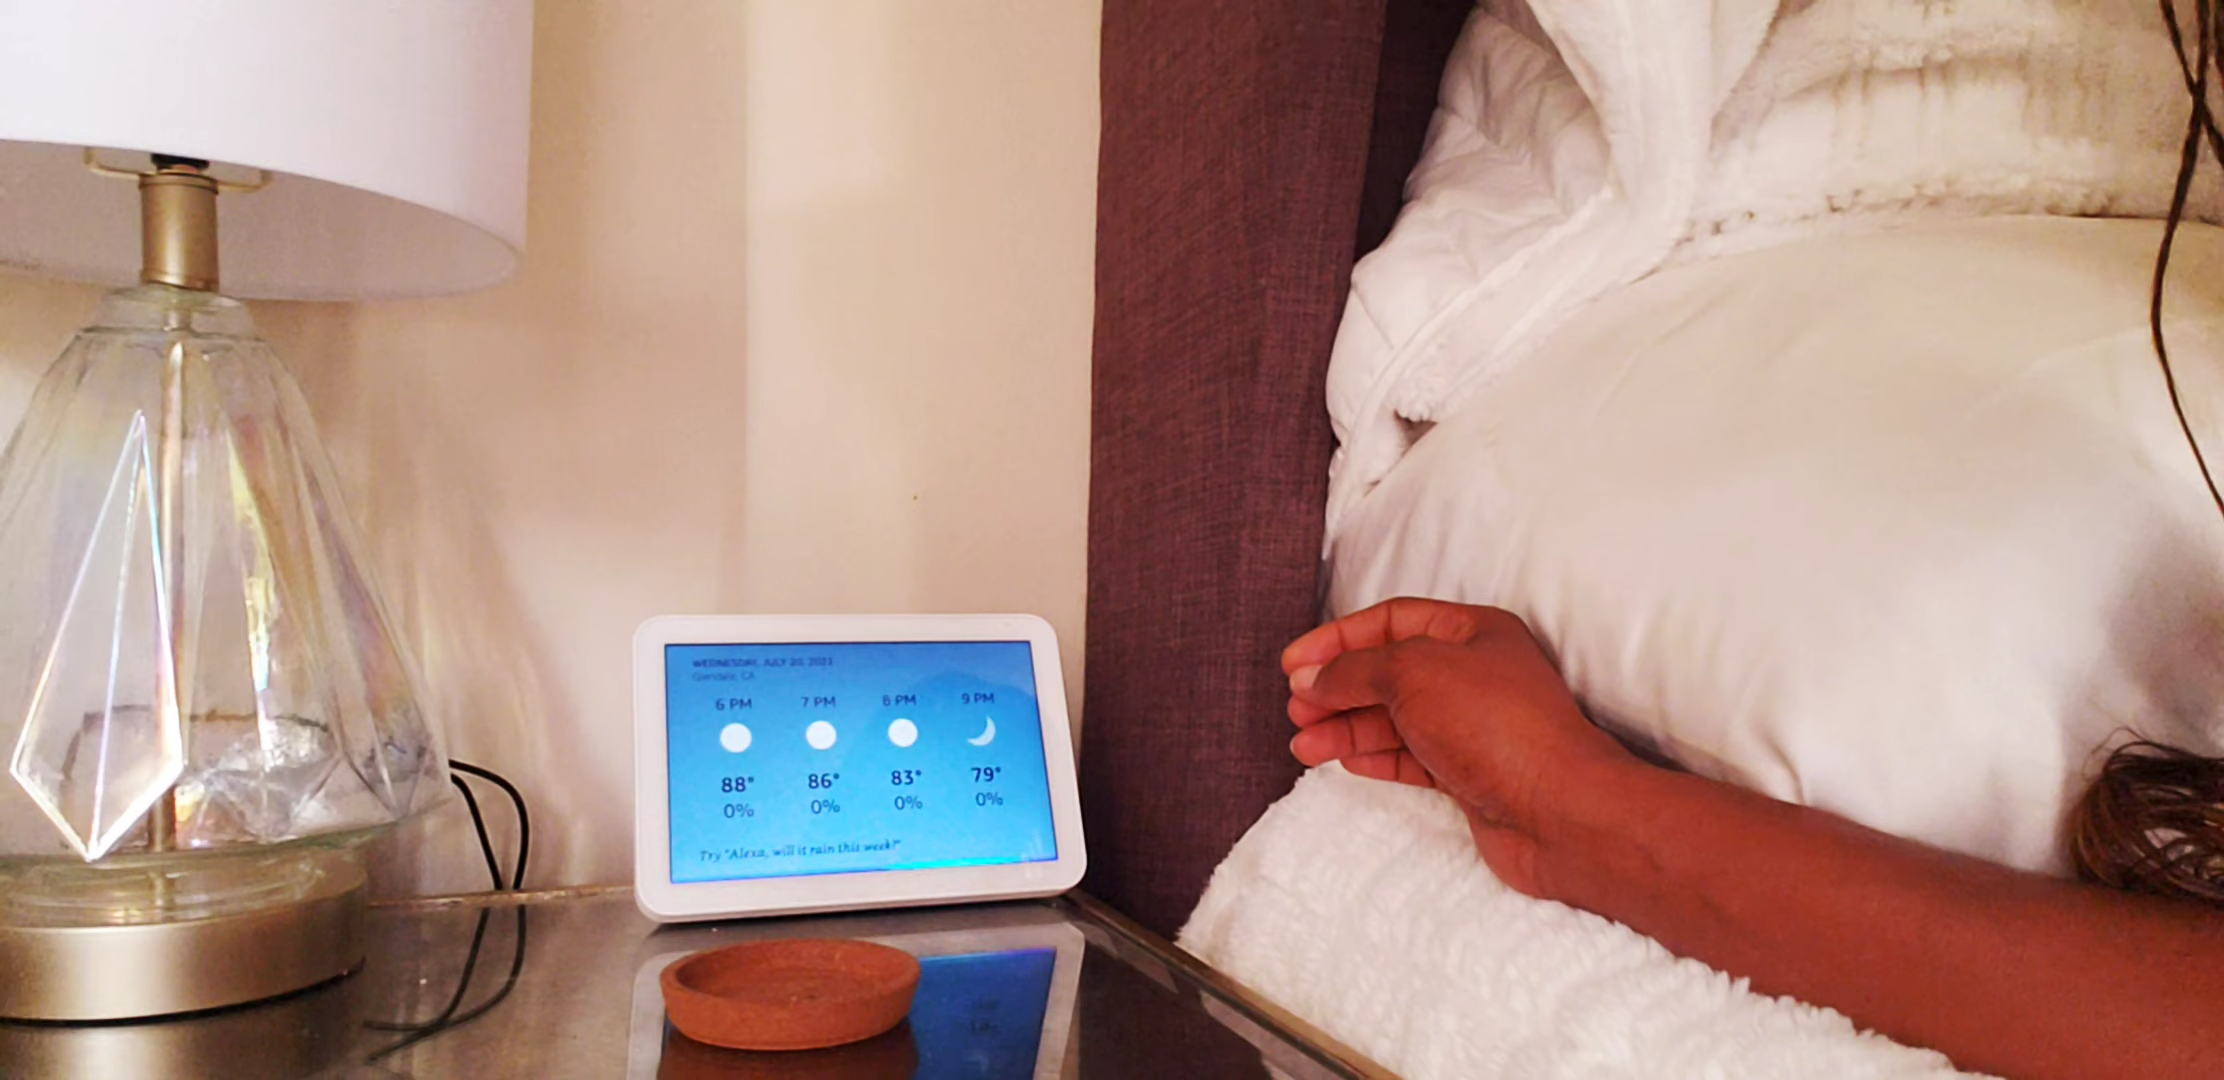 WEDNESDAY, JULY 20, 2022
Glendale, CA
6 PM 7 PM 8 PM 9 PM
88° 86° 83° 79°
0% 0% 0% 0%
Try "Alexa, will it rain this week?"